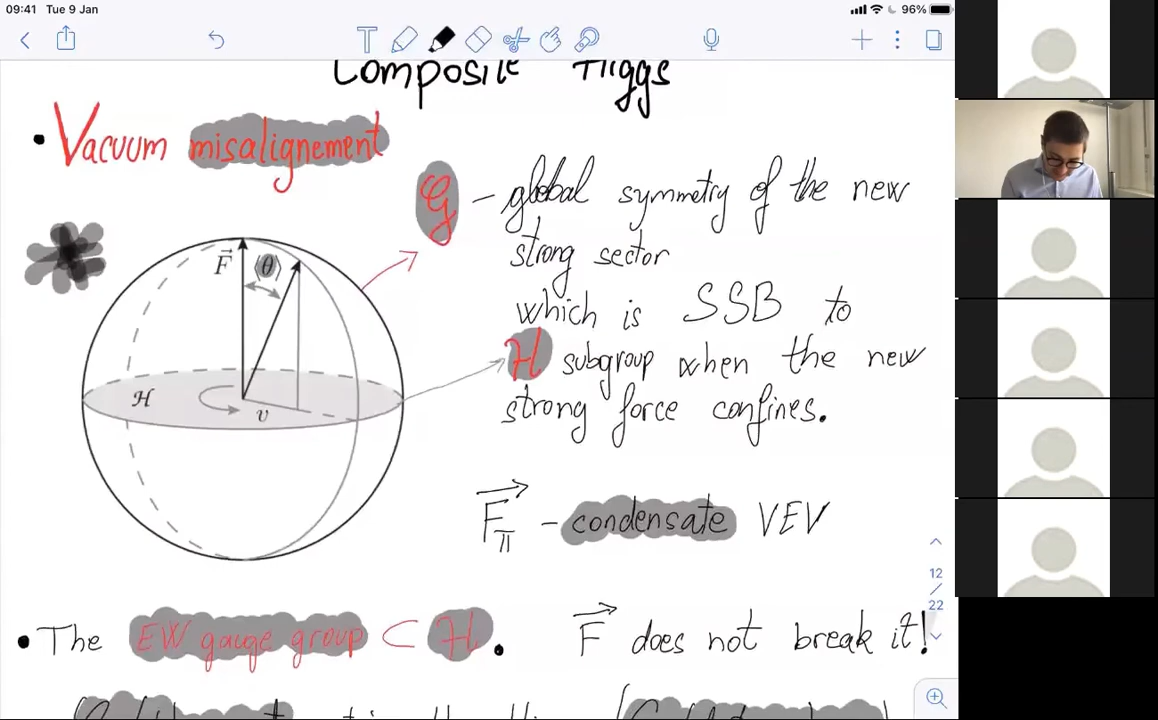 09:41 Tue 9 Jan
96%
Composite Higgs
• Vacuum misalignement
G – global symmetry of the new
strong sector
which is SSB to
H subgroup when the new
strong force confines.
F⃗
⟨θ⟩
H
v
F⃗π – condensate VEV
12
/
22
• The EW gauge group ⊂ H. F⃗ does not break it!